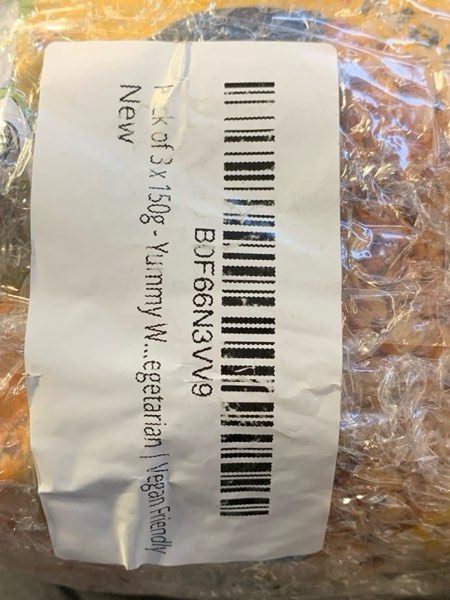 B0F66N3VV9
Pack of 3 x 150g - Yummy W...egetarian | Vegan Friendly
New